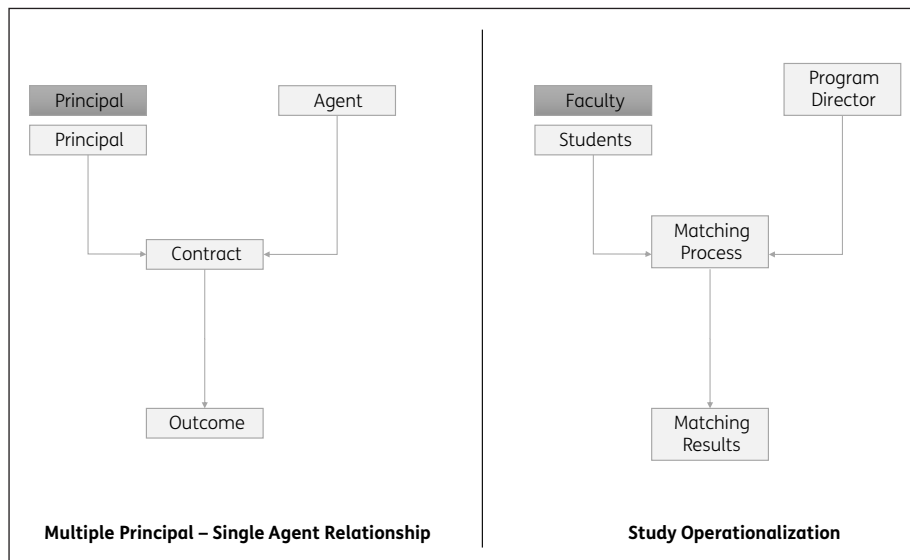 Principal
Principal
Agent
Contract
Outcome
Multiple Principal – Single Agent Relationship
Faculty
Students
Program
Director
Matching
Process
Matching
Results
Study Operationalization